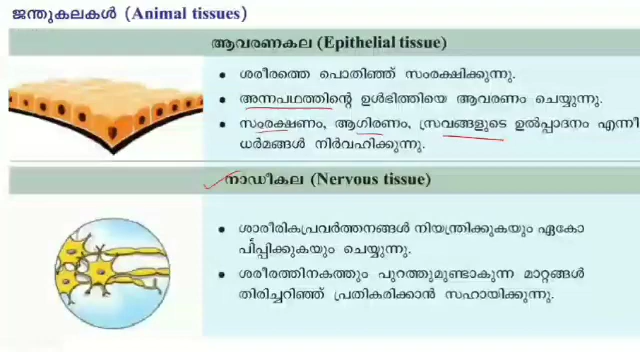 ജന്തുകലകൾ (Animal tissues)
ആവരണകല (Epithelial tissue)
• ശരീരത്തെ പൊതിഞ്ഞ് സംരക്ഷിക്കുന്നു.
• അന്നപഥത്തിന്റെ ഉൾഭിത്തിയെ ആവരണം ചെയ്യുന്നു.
• സംരക്ഷണം, ആഗിരണം, സ്രവങ്ങളുടെ ഉൽപ്പാദനം എന്നീ
ധർമങ്ങൾ നിർവഹിക്കുന്നു.
നാഡീകല (Nervous tissue)
• ശാരീരികപ്രവർത്തനങ്ങൾ നിയന്ത്രിക്കുകയും ഏകോ
പിപ്പിക്കുകയും ചെയ്യുന്നു.
• ശരീരത്തിനകത്തും പുറത്തുമുണ്ടാകുന്ന മാറ്റങ്ങൾ
തിരിച്ചറിഞ്ഞ് പ്രതികരിക്കാൻ സഹായിക്കുന്നു.